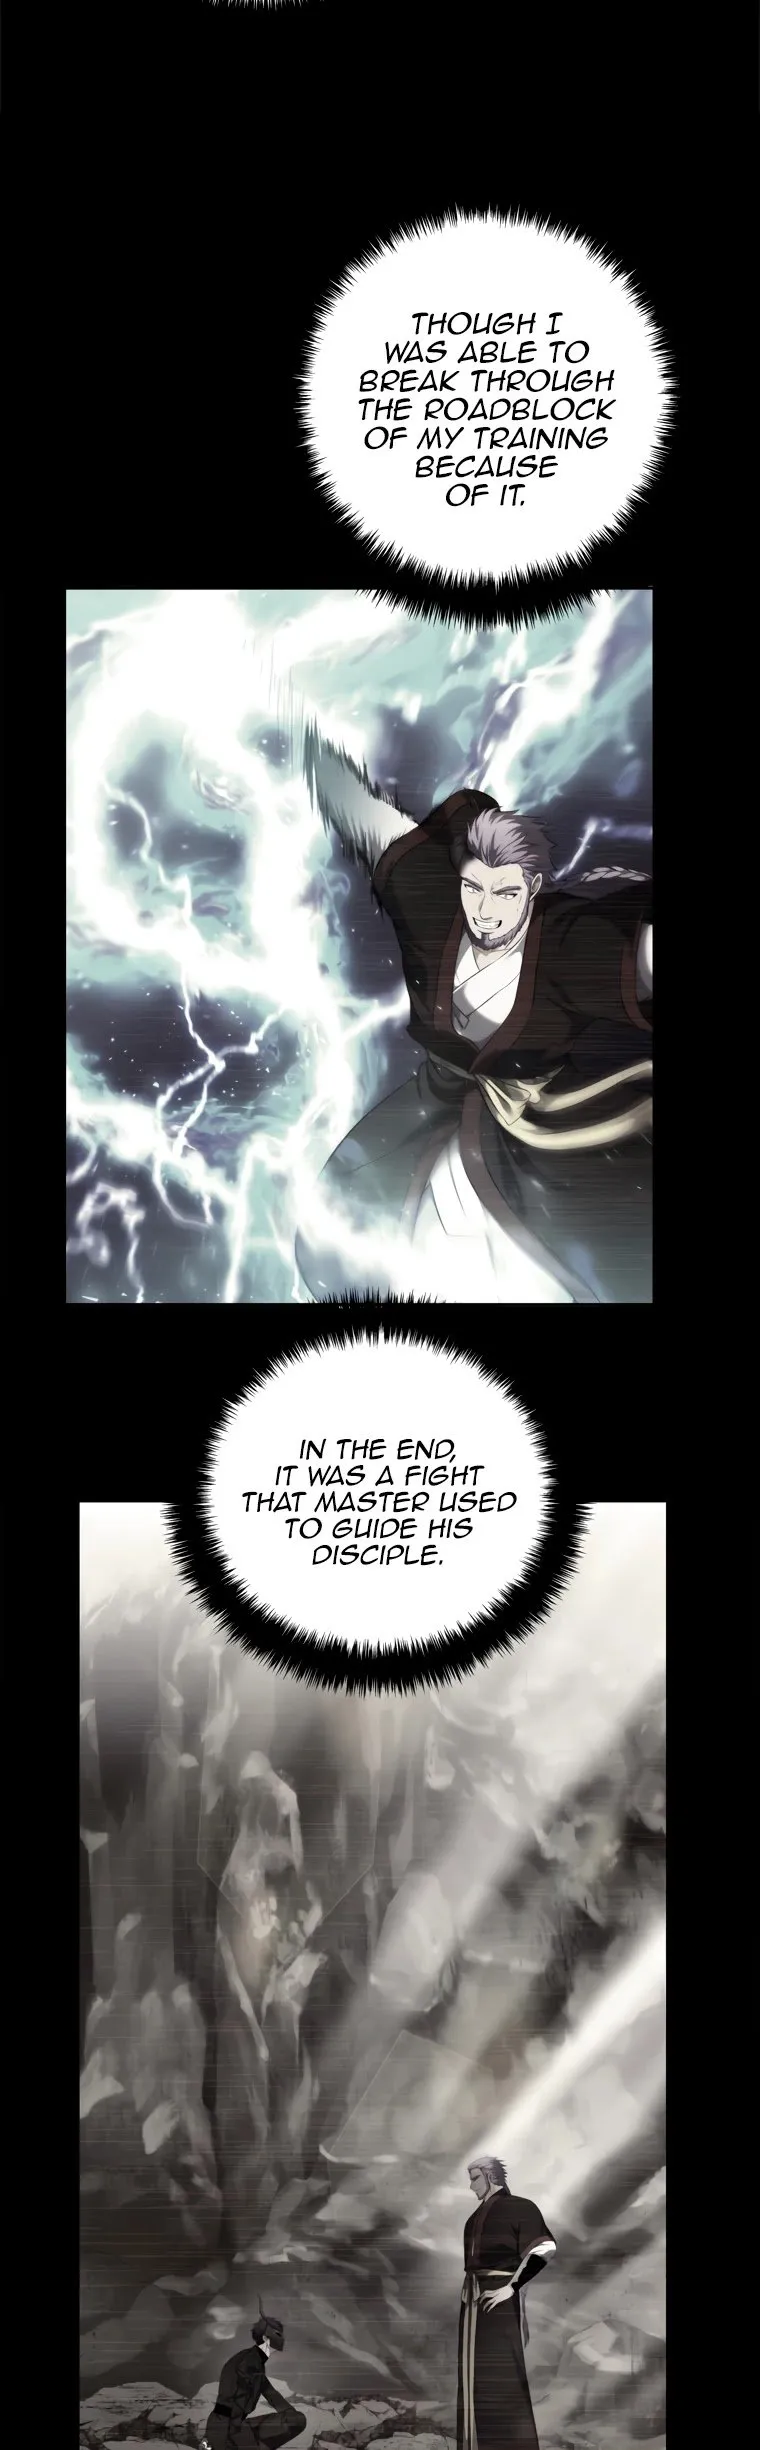 THOUGH I
WAS ABLE TO
BREAK THROUGH
THE ROADBLOCK
OF MY TRAINING
BECAUSE
OF IT.
IN THE END,
IT WAS A FIGHT
THAT MASTER USED
TO GUIDE HIS
DISCIPLE.